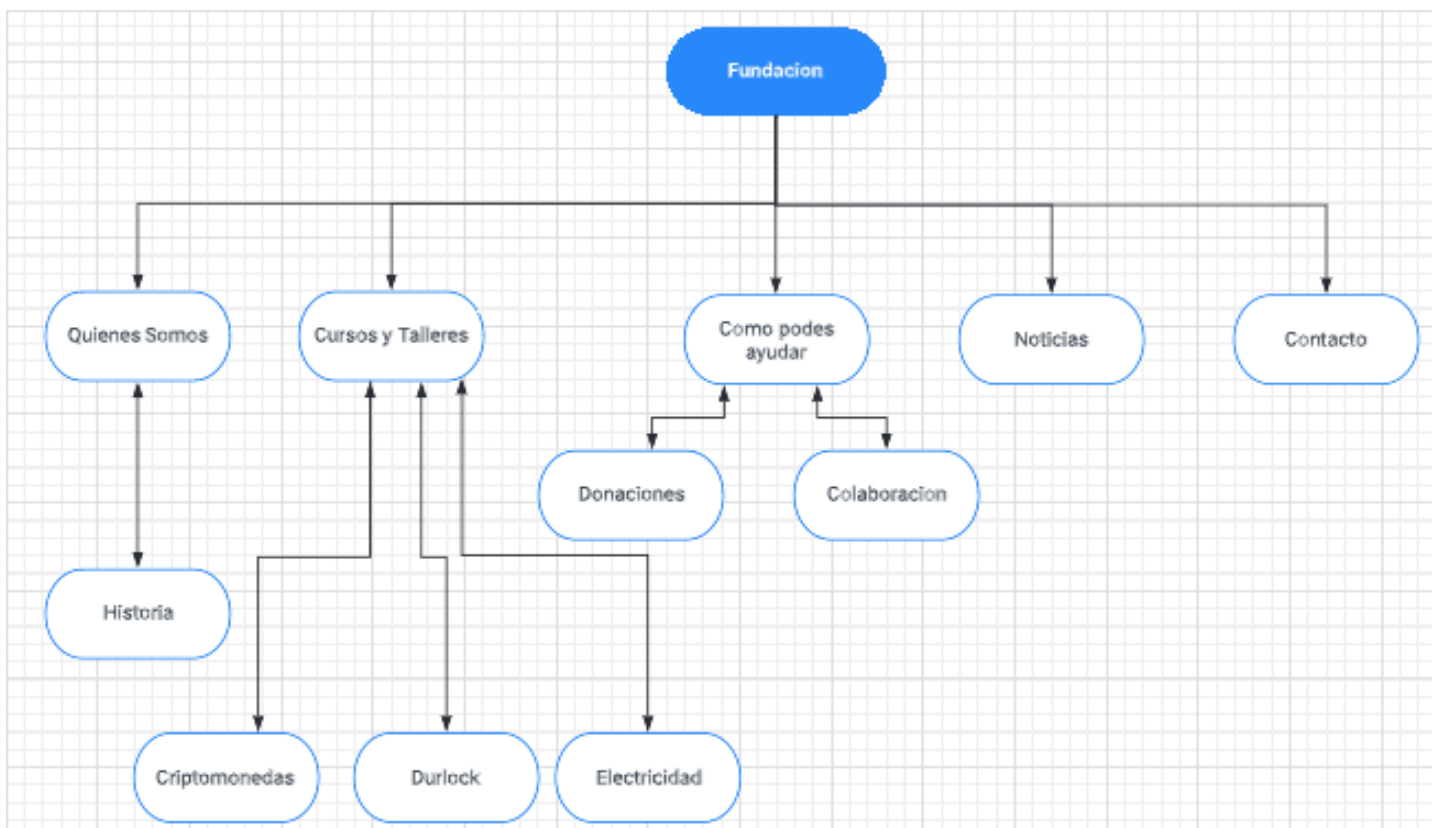 Fundacion
Quienes Somos
Cursos y Talleres
Como podes
ayudar
Noticias
Contacto
Donaciones
Colaboracion
Historia
Criptomonedas
Durlock
Electricidad